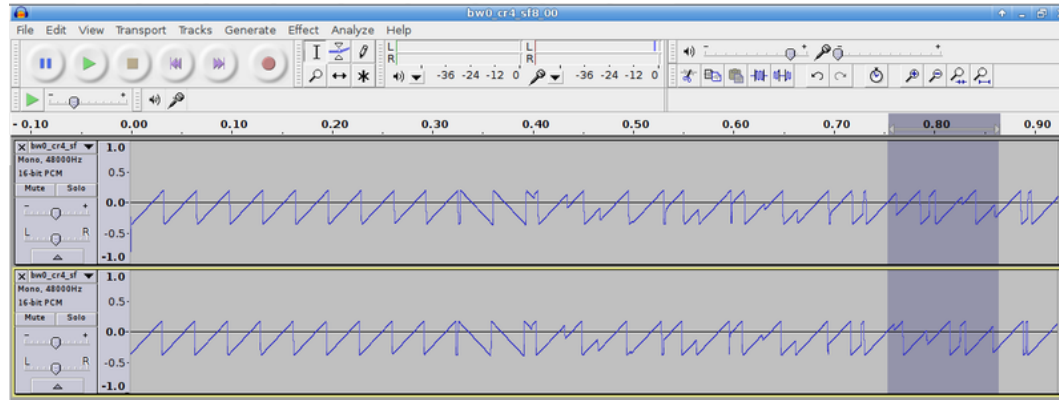 bw0_cr4_sf8_00
File Edit View Transport Tracks Generate Effect Analyze Help
L
R
-36 -24 -12 0
L
R
-36 -24 -12 0
- 0.10 0.00 0.10 0.20 0.30 0.40 0.50 0.60 0.70 0.80 0.90
bw0_cr4_sf
Mono, 48000Hz
16-bit PCM
Mute Solo
- +
L R
1.0
0.5-
0.0-
-0.5-
-1.0
bw0_cr4_sf
Mono, 48000Hz
16-bit PCM
Mute Solo
- +
L R
1.0
0.5-
0.0-
-0.5-
-1.0